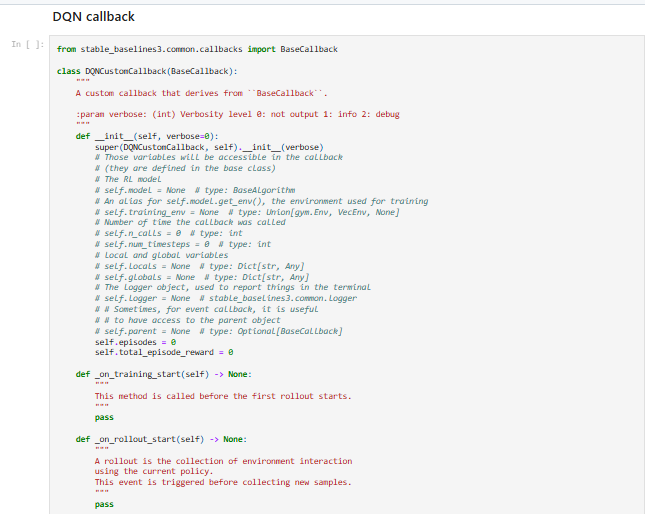 DQN callback
In [ ]:
from stable_baselines3.common.callbacks import BaseCallback
class DQNCustomCallback(BaseCallback):
"""
A custom callback that derives from ``BaseCallback``.
:param verbose: (int) Verbosity level 0: not output 1: info 2: debug
"""
def __init__(self, verbose=0):
super(DQNCustomCallback, self).__init__(verbose)
# Those variables will be accessible in the callback
# (they are defined in the base class)
# The RL model
# self.model = None  # type: BaseAlgorithm
# An alias for self.model.get_env(), the environment used for training
# self.training_env = None  # type: Union[gym.Env, VecEnv, None]
# Number of time the callback was called
# self.n_calls = 0  # type: int
# self.num_timesteps = 0  # type: int
# local and global variables
# self.locals = None  # type: Dict[str, Any]
# self.globals = None  # type: Dict[str, Any]
# The logger object, used to report things in the terminal
# self.logger = None  # stable_baselines3.common.logger
# # Sometimes, for event callback, it is useful
# # to have access to the parent object
# self.parent = None  # type: Optional[BaseCallback]
self.episodes = 0
self.total_episode_reward = 0
def _on_training_start(self) -> None:
"""
This method is called before the first rollout starts.
"""
pass
def _on_rollout_start(self) -> None:
"""
A rollout is the collection of environment interaction
using the current policy.
This event is triggered before collecting new samples.
"""
pass